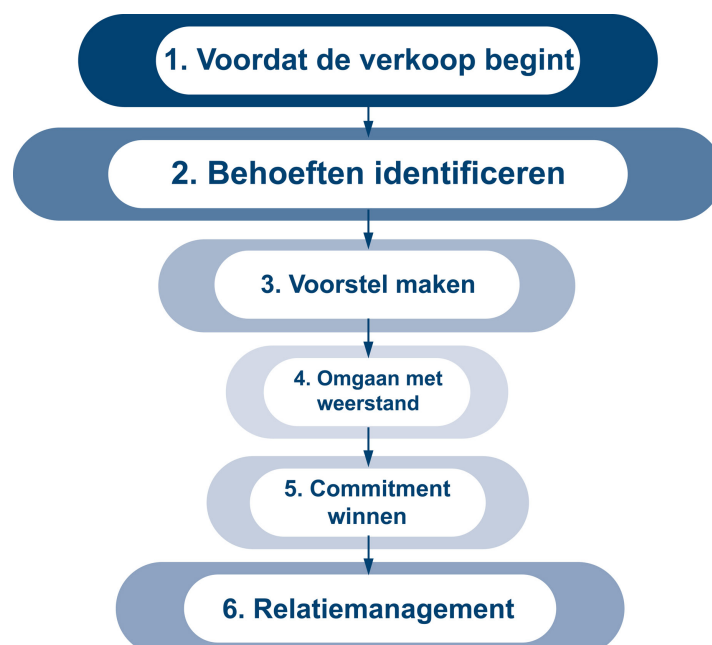 1. Voordat de verkoop begint
2. Behoeften identificeren
3. Voorstel maken
4. Omgaan met
weerstand
5. Commitment
winnen
6. Relatiemanagement